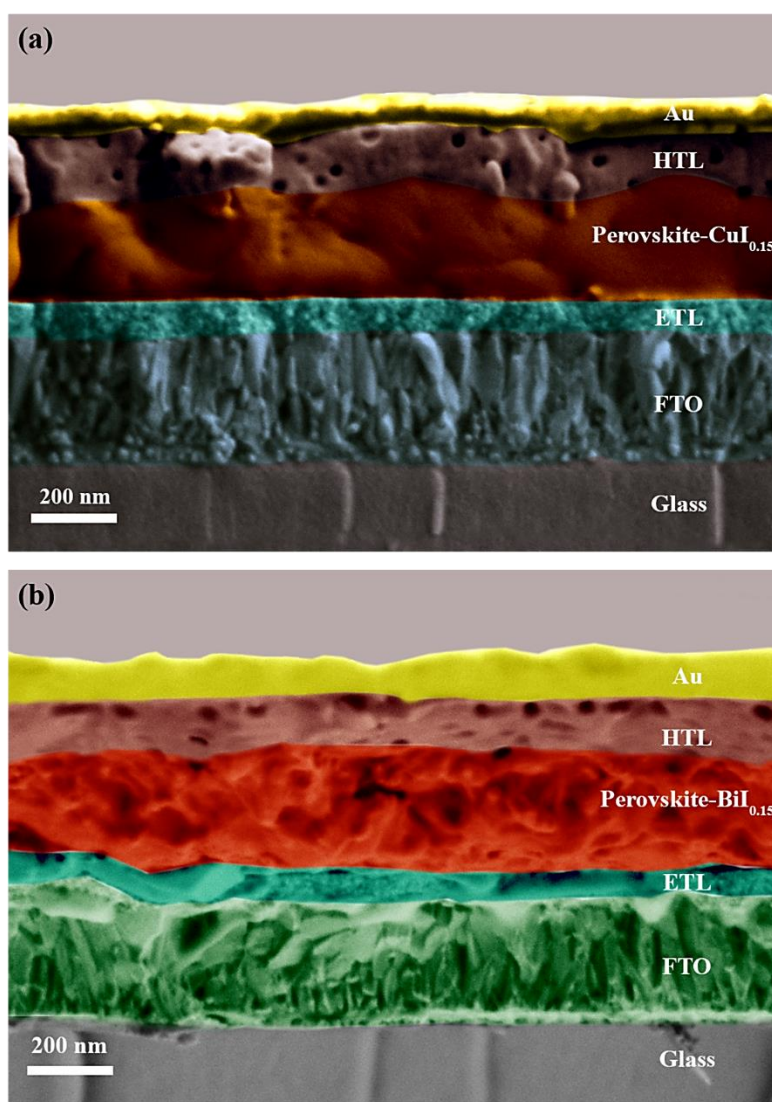 (a)
Au
HTL
Perovskite-CuI0.15
ETL
FTO
200 nm
Glass
(b)
Au
HTL
Perovskite-BiI0.15
ETL
FTO
200 nm
Glass